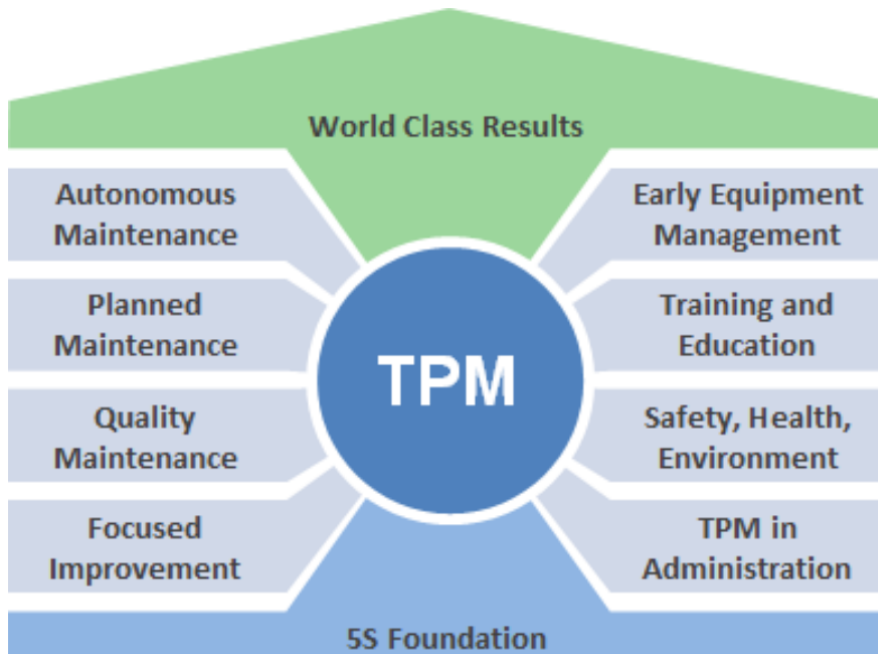 World Class Results
Autonomous
Maintenance
Planned
Maintenance
Quality
Maintenance
Focused
Improvement
TPM
Early Equipment
Management
Training and
Education
Safety, Health,
Environment
TPM in
Administration
5S Foundation